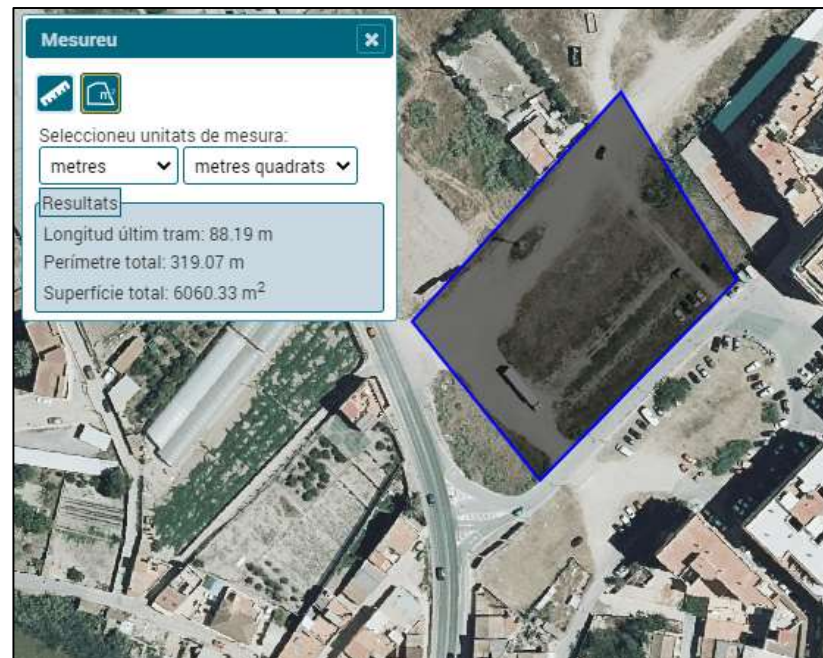 Mesureu
m²
Seleccioneu unitats de mesura:
metres
metres quadrats
Resultats
Longitud últim tram: 88.19 m
Perímetre total: 319.07 m
Superfície total: 6060.33 m²